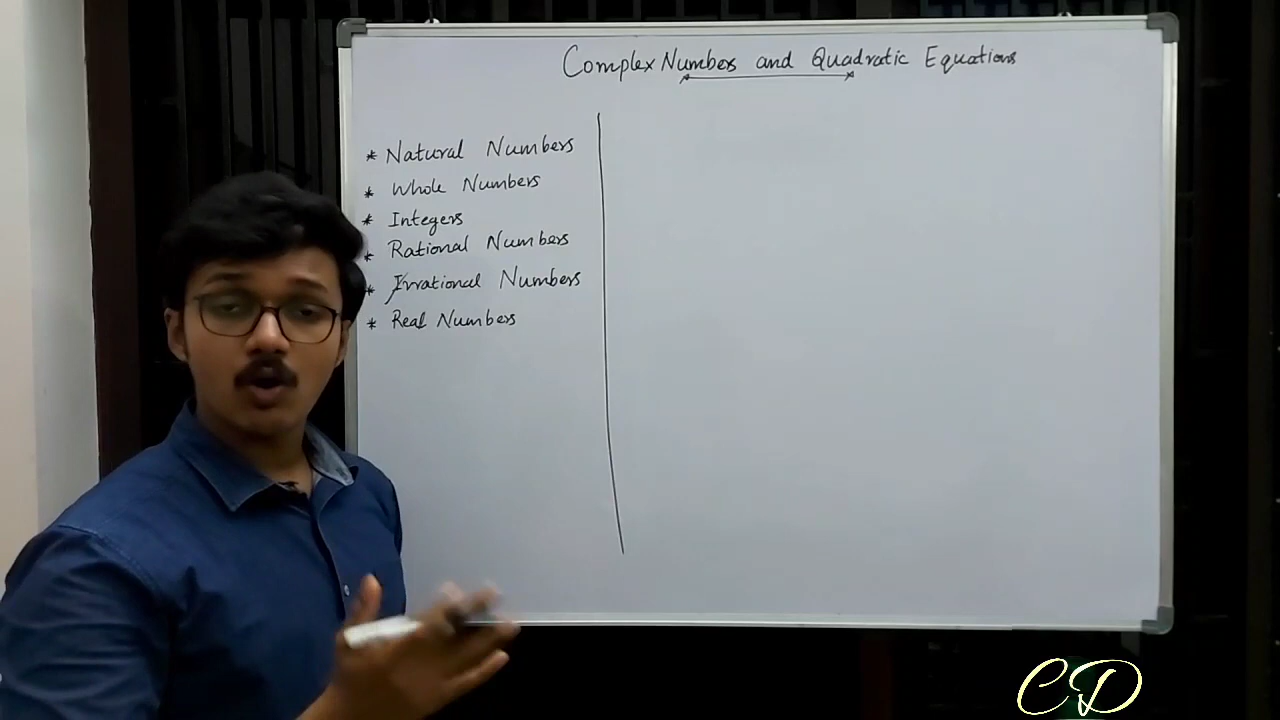 Complex Numbers and Quadratic Equations
* Natural Numbers
* Whole Numbers
* Integers
* Rational Numbers
* Irrational Numbers
* Real Numbers
CD